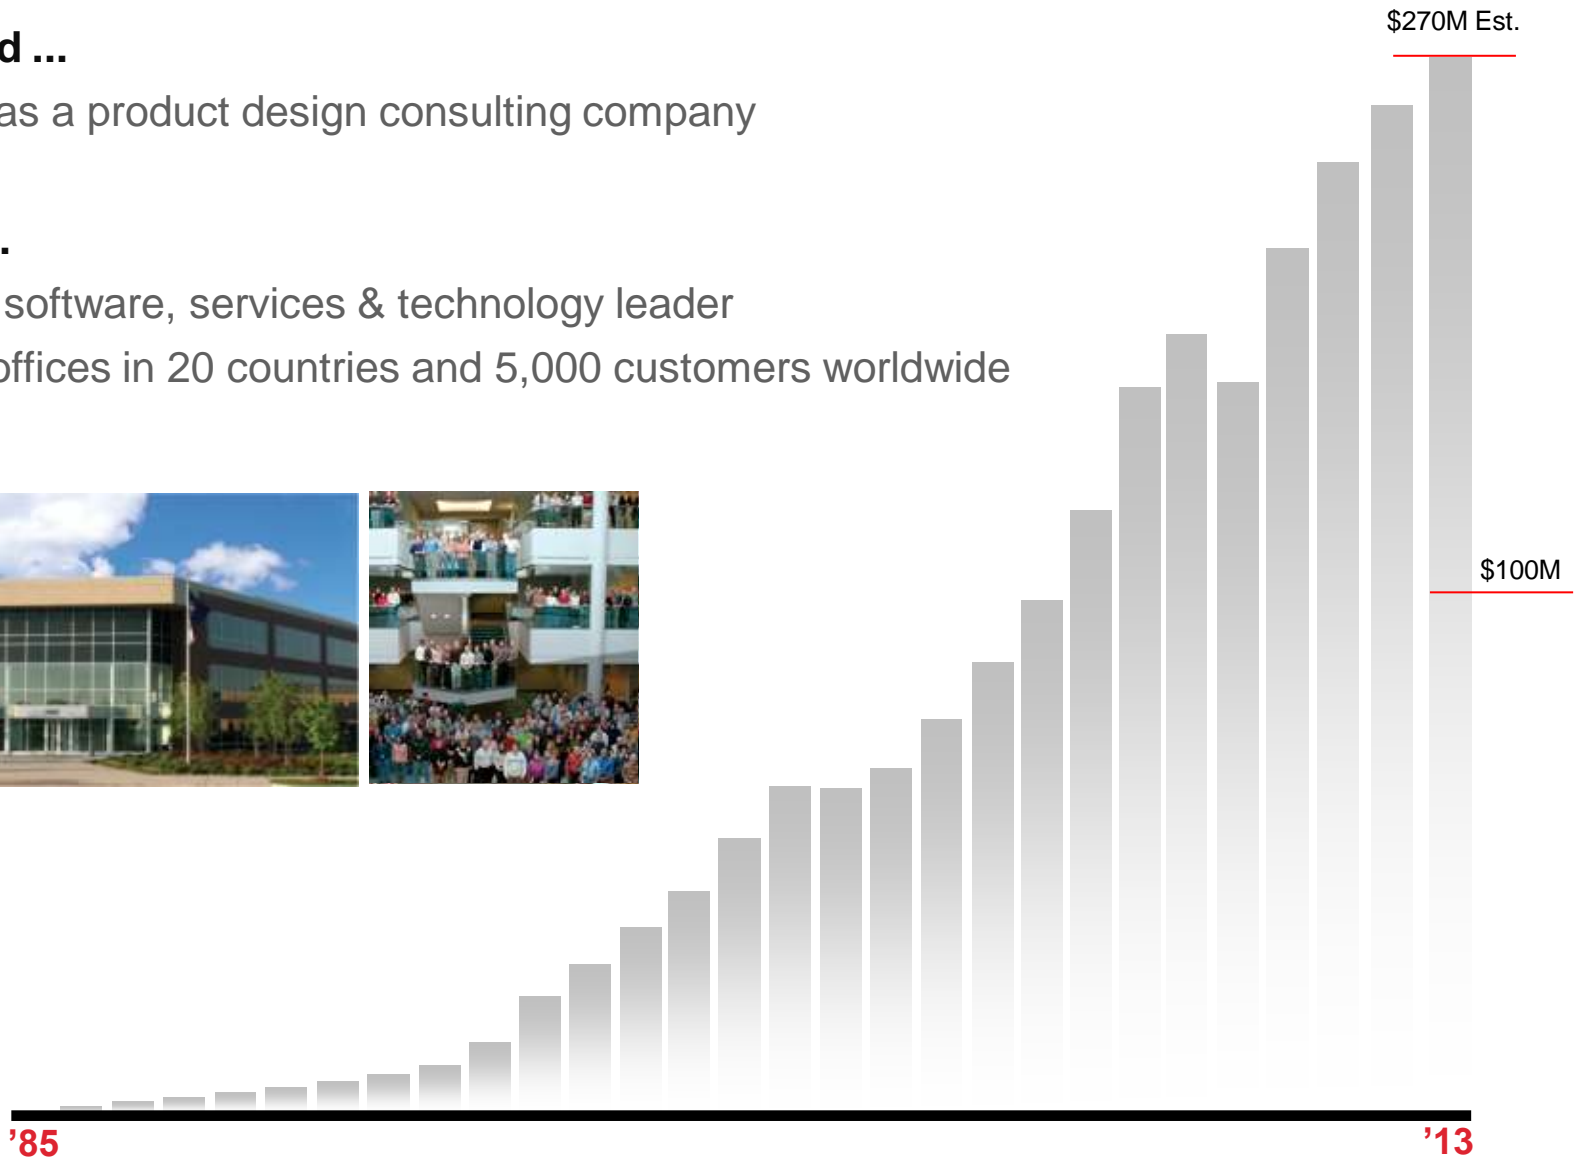 $270M Est.
d ...
as a product design consulting company
.
software, services & technology leader
offices in 20 countries and 5,000 customers worldwide
$100M
’85
’13